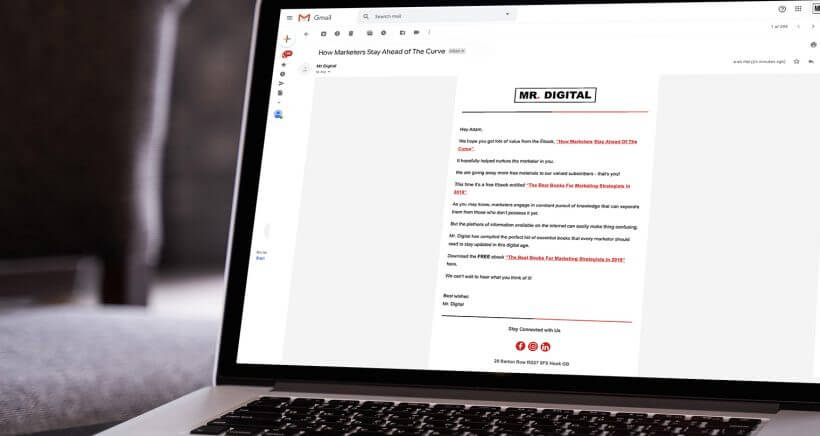 Gmail
Search mail
1 of 298
How Marketers Stay Ahead of The Curve
Mr Digital
to me
MR. DIGITAL
Hey Adam,
We hope you got lots of value from the Ebook, "How Marketers Stay Ahead Of The
Curve".
It hopefully helped nurture the marketer in you.
We are giving away more free materials to our valued subscribers - that's you!
This time it's a free Ebook entitled "The Best Books For Marketing Strategists in
2019"
As you may know, marketers engage in constant pursuit of knowledge that can separate
them from those who don't possess it yet.
But the plethora of information available on the internet can easily make thing confusing.
Mr. Digital has compiled the perfect list of essential books that every marketer should
read to stay updated in this digital age.
Download the FREE ebook "The Best Books For Marketing Strategists in 2019"
here.
We can't wait to hear what you think of it!
Best wishes
Mr. Digital
Stay Connected with Us
f
in